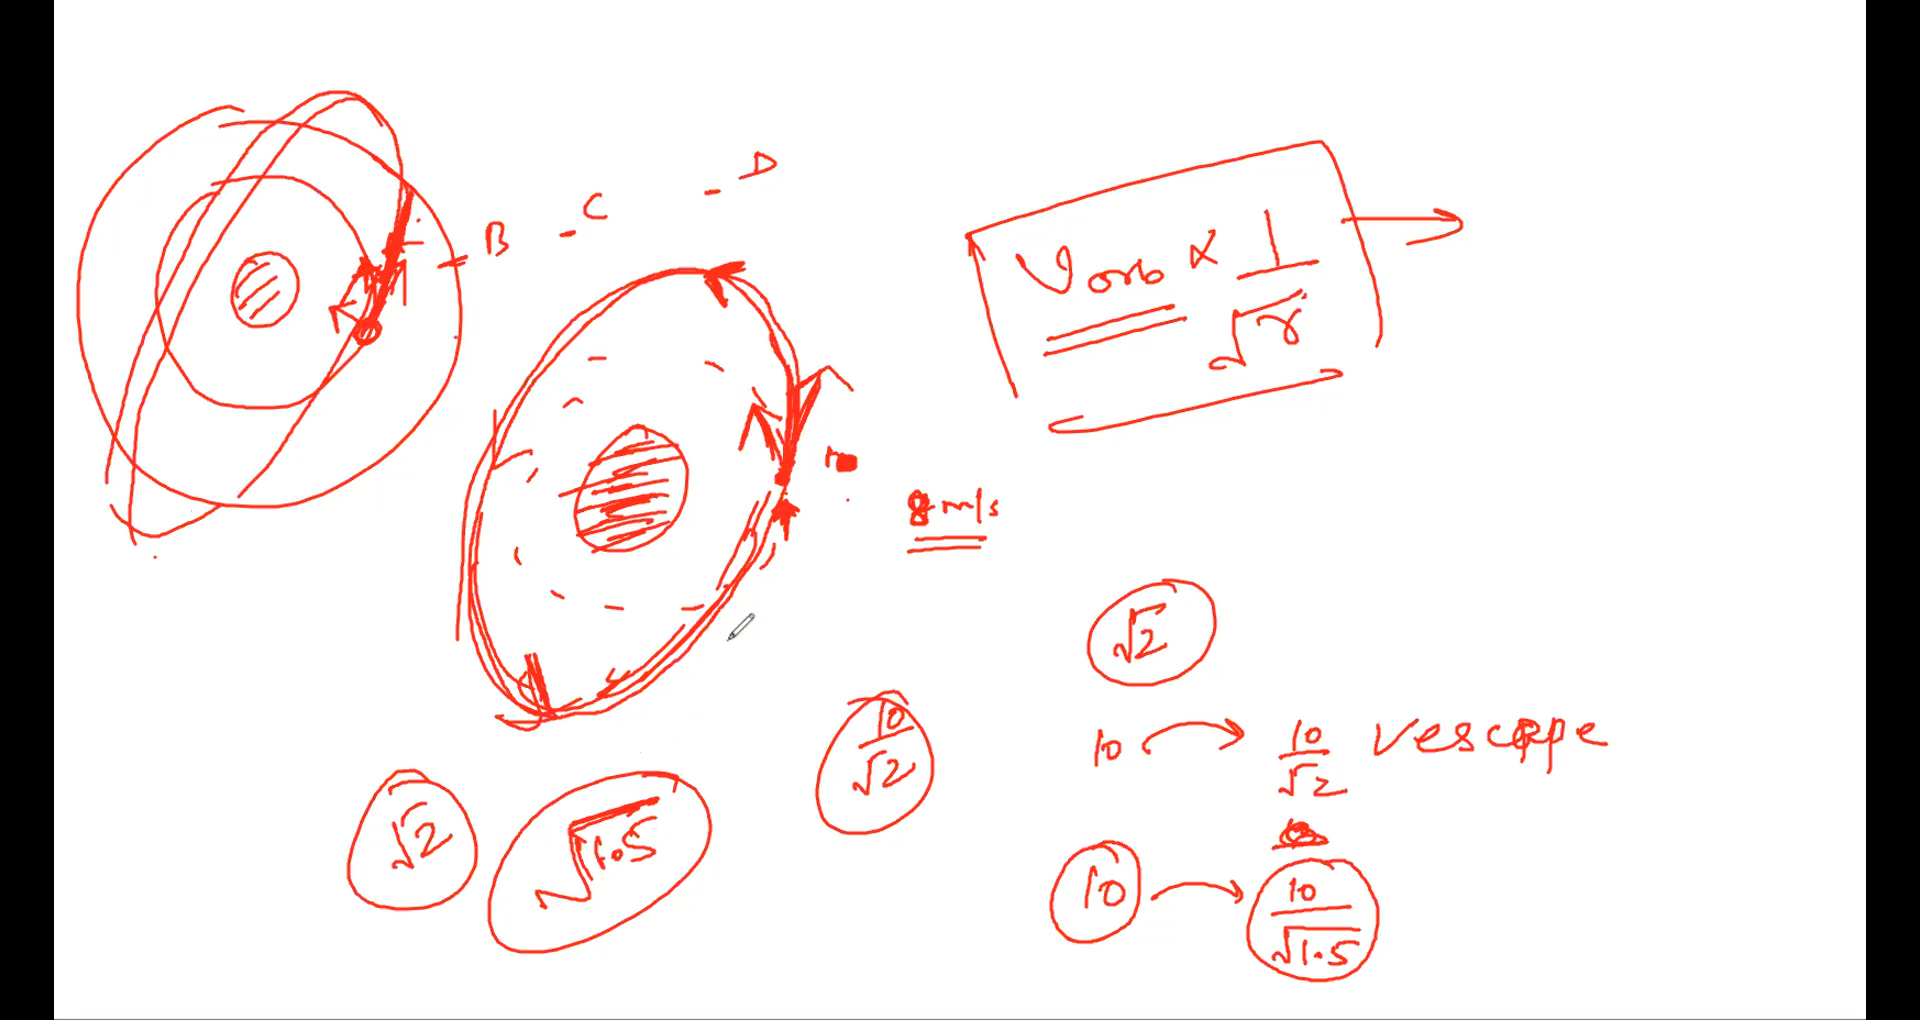 D
C
B
Vorb ∝ 1/√r
8 m/s
√2
10/√2
10 → 10/√2 Vescape
√2
√1.5
10 → 10/√1.5